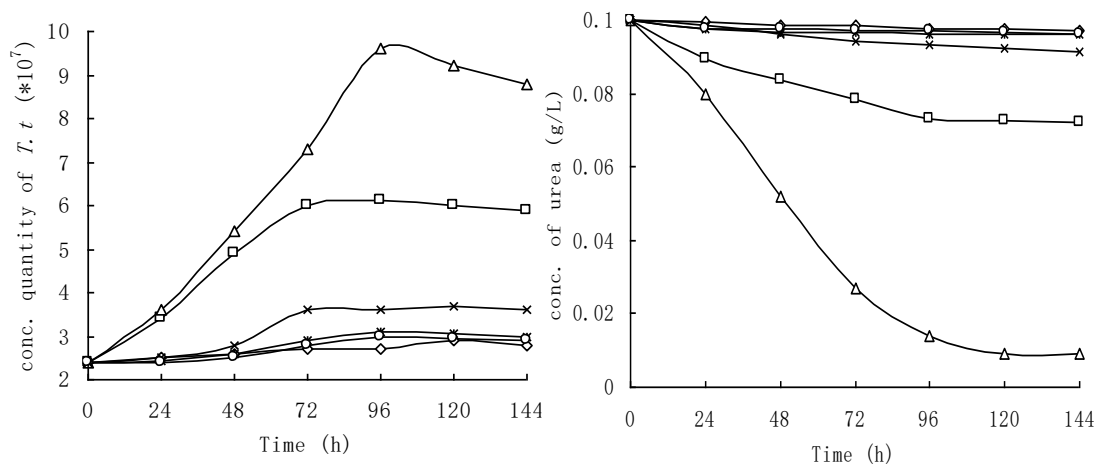 conc. quantity of T.t (*10⁷)
10
9
8
7
6
5
4
3
2
0 24 48 72 96 120 144
Time (h)
conc. of urea (g/L)
0.1
0.08
0.06
0.04
0.02
0
0 24 48 72 96 120 144
Time (h)